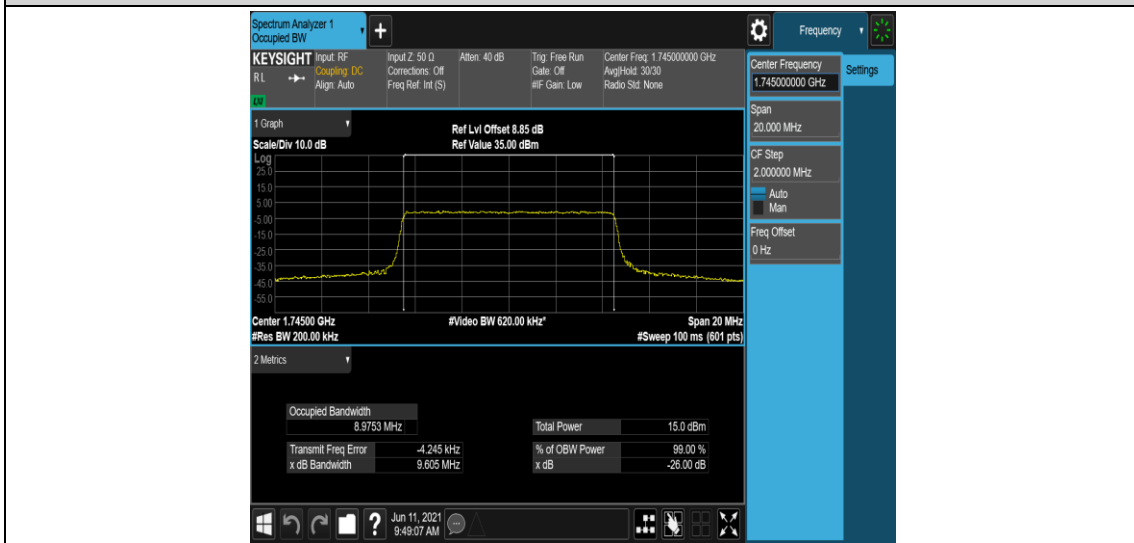 Spectrum Analyzer 1
Occupied BW
+
Frequency
KEYSIGHT
RL
LXI
Input: RF
Coupling: DC
Align: Auto
Input Z: 50 Ω
Corrections: Off
Freq Ref: Int (S)
Atten: 40 dB
Trig: Free Run
Gate: Off
#IF Gain: Low
Center Freq: 1.745000000 GHz
Avg|Hold: 30/30
Radio Std: None
Center Frequency
1.745000000 GHz
Settings
Span
20.000 MHz
CF Step
2.000000 MHz
Auto
Man
Freq Offset
0 Hz
1 Graph
Scale/Div 10.0 dB
Ref Lvl Offset 8.85 dB
Ref Value 35.00 dBm
Log
25.0
15.0
5.00
-5.00
-15.0
-25.0
-35.0
-45.0
-55.0
Center 1.74500 GHz
#Video BW 620.00 kHz*
Span 20 MHz
#Res BW 200.00 kHz
#Sweep 100 ms (601 pts)
2 Metrics
Occupied Bandwidth
8.9753 MHz
Total Power 15.0 dBm
Transmit Freq Error -4.245 kHz
% of OBW Power 99.00 %
x dB Bandwidth 9.605 MHz
x dB -26.00 dB
?
Jun 11, 2021
9:49:07 AM